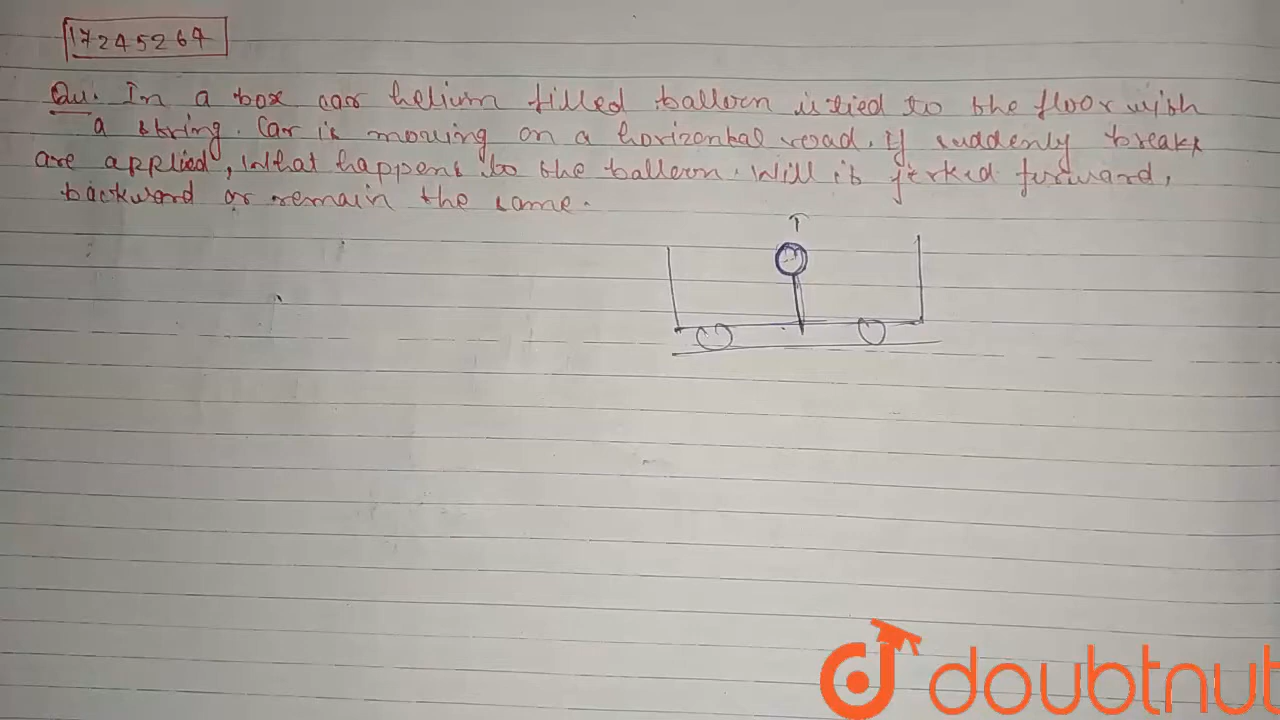 17245264
Qu. In a box car helium filled balloon is tied to the floor with
a string. Car is moving on a horizontal road. If suddenly breaks
are applied, What happens to the balloon. Will it jerked forward,
backward or remain the same.
T
doubtnut